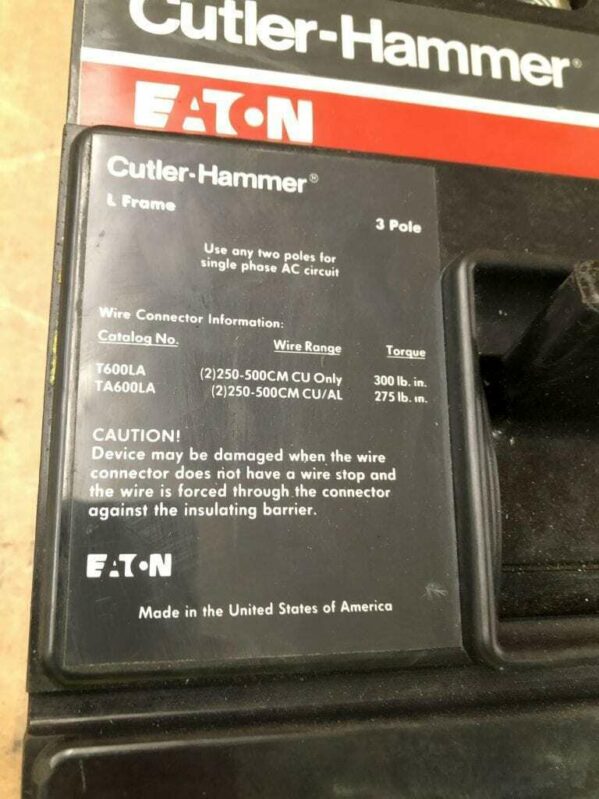 Cutler-Hammer®
EATON
Cutler-Hammer®
L Frame
3 Pole
Use any two poles for
single phase AC circuit
Wire Connector Information:
Catalog No. Wire Range Torque
T600LA (2)250-500CM CU Only 300 lb. in.
TA600LA (2)250-500CM CU/AL 275 lb. in.
CAUTION!
Device may be damaged when the wire
connector does not have a wire stop and
the wire is forced through the connector
against the insulating barrier.
EATON
Made in the United States of America